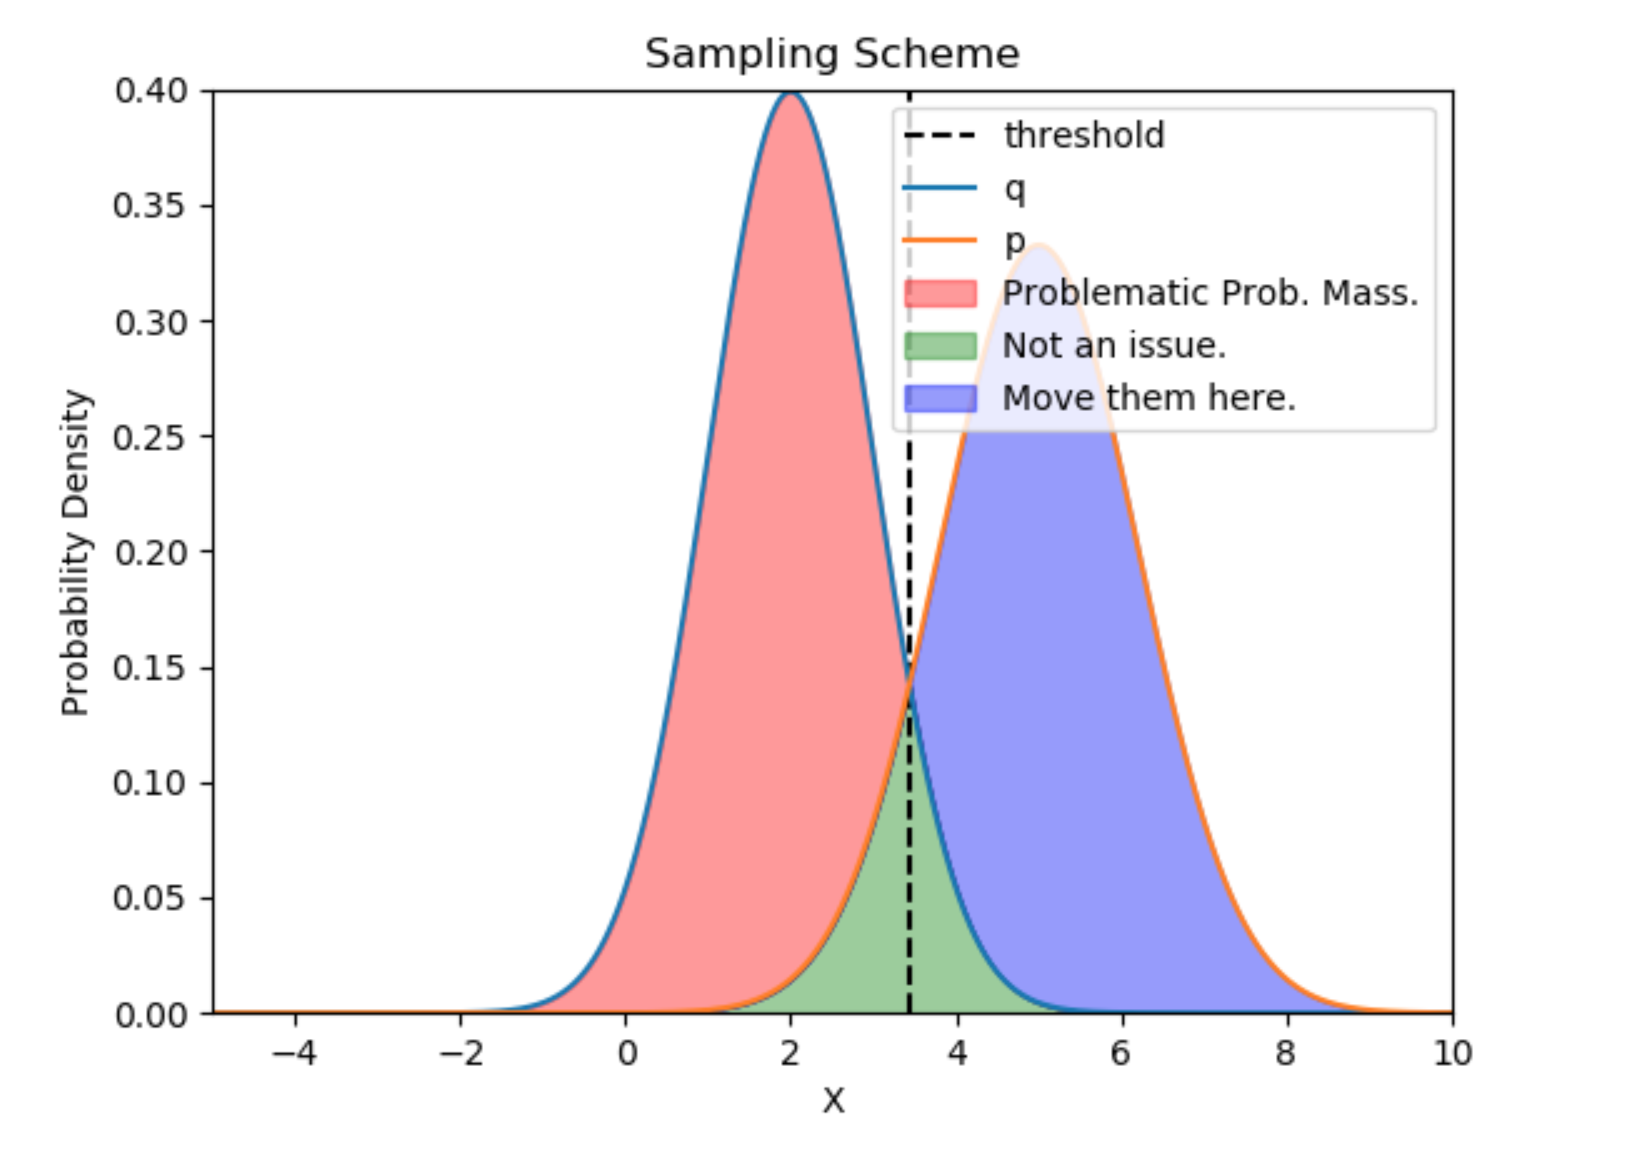 Sampling Scheme
0.40
0.35
0.30
0.25
0.20
0.15
0.10
0.05
0.00
Probability Density
threshold
q
p
Problematic Prob. Mass.
Not an issue.
Move them here.
−4 −2 0 2 4 6 8 10
X